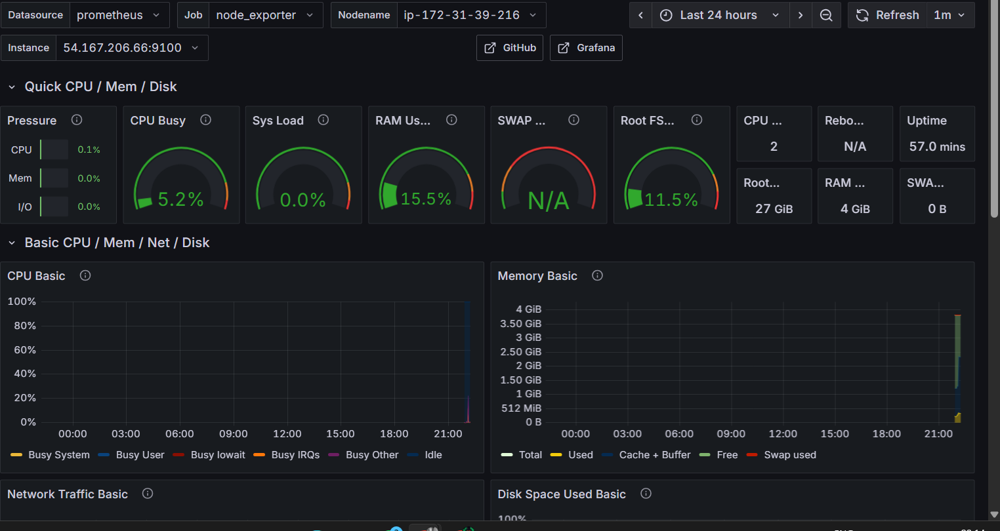 Datasource prometheus Job node_exporter Nodename ip-172-31-39-216 Last 24 hours Refresh 1m
Instance 54.167.206.66:9100 GitHub Grafana
Quick CPU / Mem / Disk
Pressure CPU Busy Sys Load RAM Us... SWAP ... Root FS... CPU ... Rebo... Uptime
CPU 0.1%
Mem 0.0%
I/O 0.0%
5.2% 0.0% 15.5% N/A 11.5%
2 N/A 57.0 mins
Root... RAM ... SWA...
27 GiB 4 GiB 0 B
Basic CPU / Mem / Net / Disk
CPU Basic
100%
80%
60%
40%
20%
0%
00:00 03:00 06:00 09:00 12:00 15:00 18:00 21:00
Busy System Busy User Busy Iowait Busy IRQs Busy Other Idle
Memory Basic
4 GiB
3.50 GiB
3 GiB
2.50 GiB
2 GiB
1.50 GiB
1 GiB
512 MiB
0 B
00:00 03:00 06:00 09:00 12:00 15:00 18:00 21:00
Total Used Cache + Buffer Free Swap used
Network Traffic Basic
Disk Space Used Basic
100%